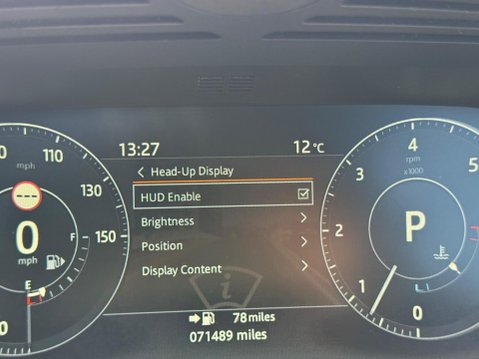 13:27
12°C
Head-Up Display
HUD Enable
Brightness
Position
Display Content
78 miles
071489 miles
mph
110
130
150
0
mph
F
E
0
5
4
rpm
x1000
3
2
1
0
P